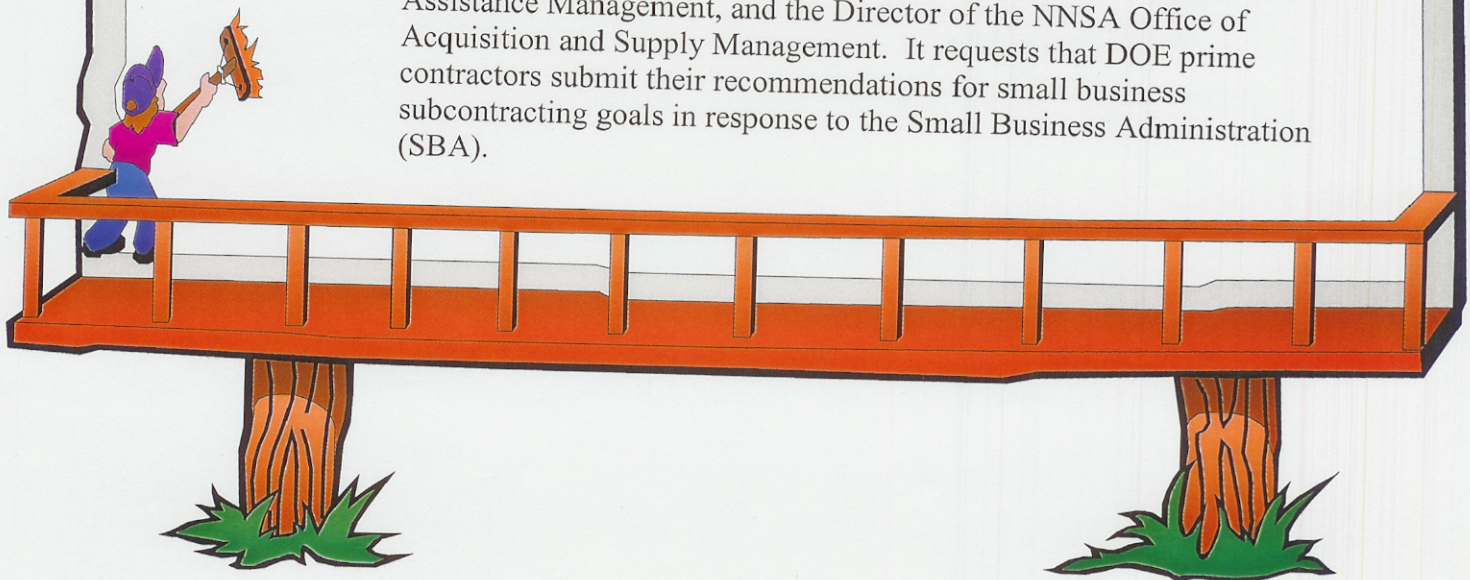 Assistance Management, and the Director of the NNSA Office of
Acquisition and Supply Management.  It requests that DOE prime
contractors submit their recommendations for small business
subcontracting goals in response to the Small Business Administration
(SBA).